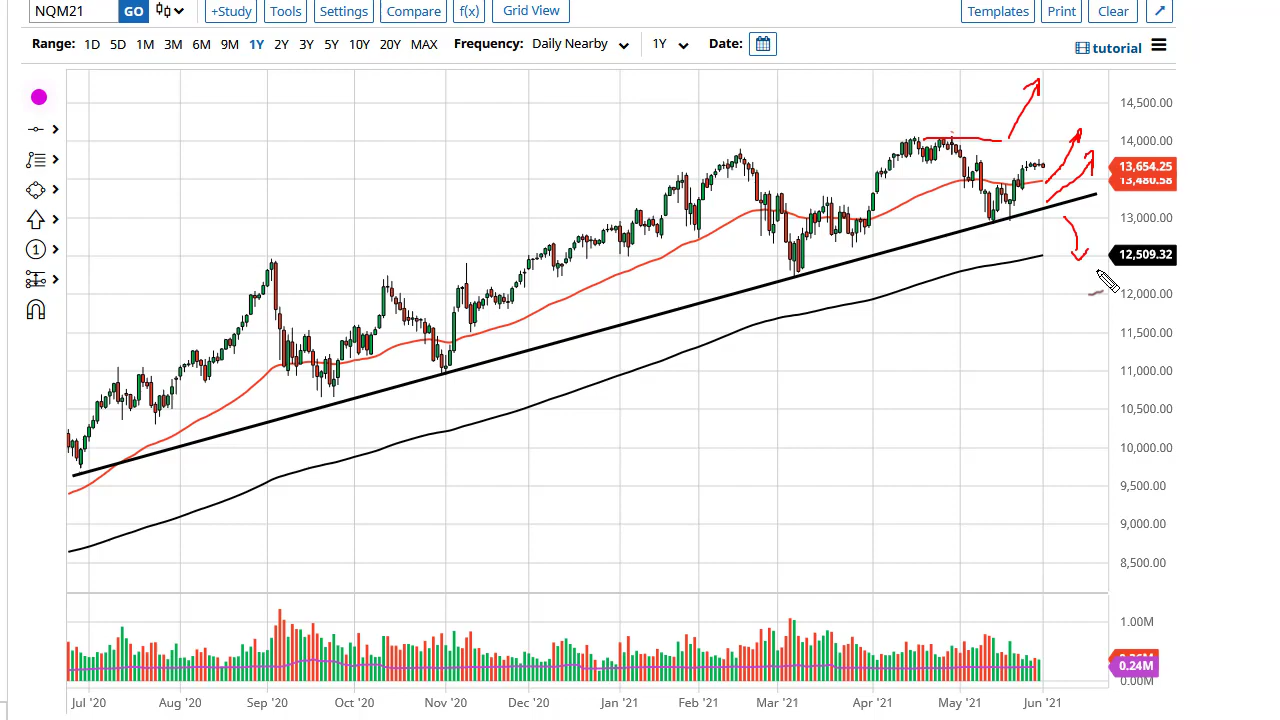 NQM21 GO +Study Tools Settings Compare f(x) Grid View Templates Print Clear
Range: 1D 5D 1M 3M 6M 9M 1Y 2Y 3Y 5Y 10Y 20Y MAX Frequency: Daily Nearby 1Y Date: tutorial
14,500.00
14,000.00
13,654.25
13,480.58
13,000.00
1
12,509.32
12,000.00
11,500.00
11,000.00
10,500.00
10,000.00
9,500.00
9,000.00
8,500.00
1.00M
0.24M
0.00M
Jul '20 Aug '20 Sep '20 Oct '20 Nov '20 Dec '20 Jan '21 Feb '21 Mar '21 Apr '21 May '21 Jun '21